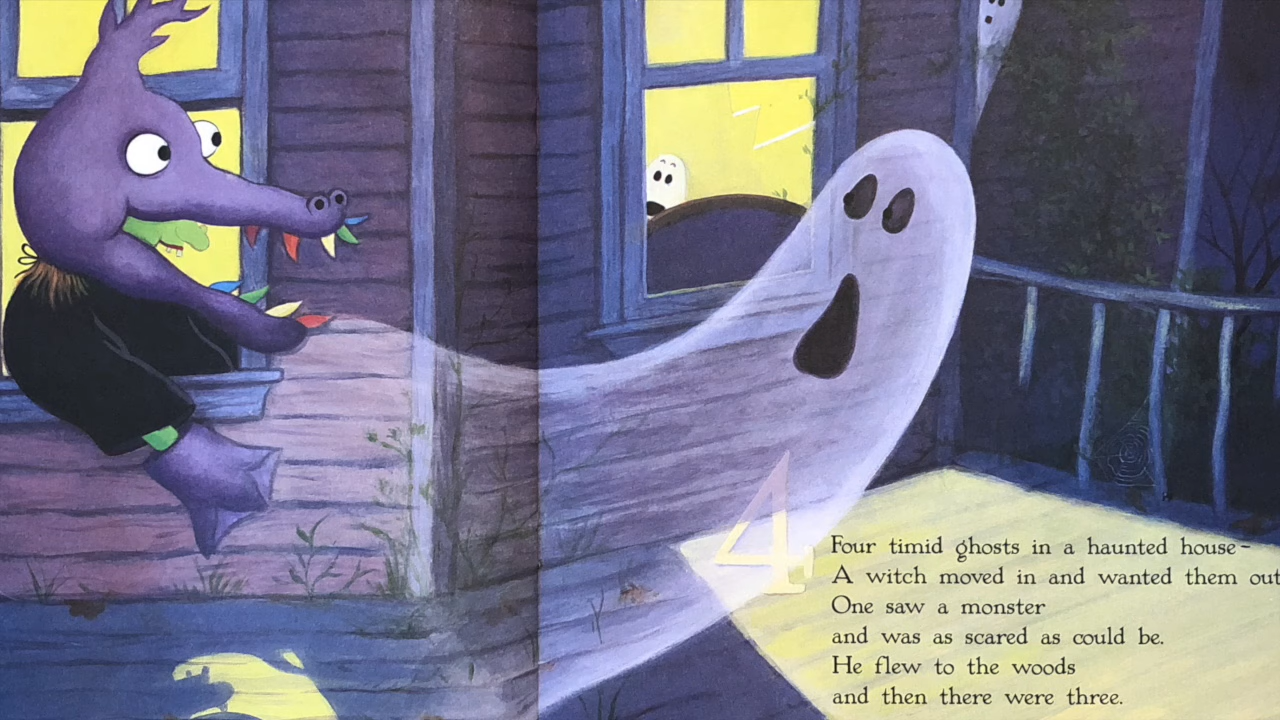 4
Four timid ghosts in a haunted house-
A witch moved in and wanted them out
One saw a monster
and was as scared as could be.
He flew to the woods
and then there were three.